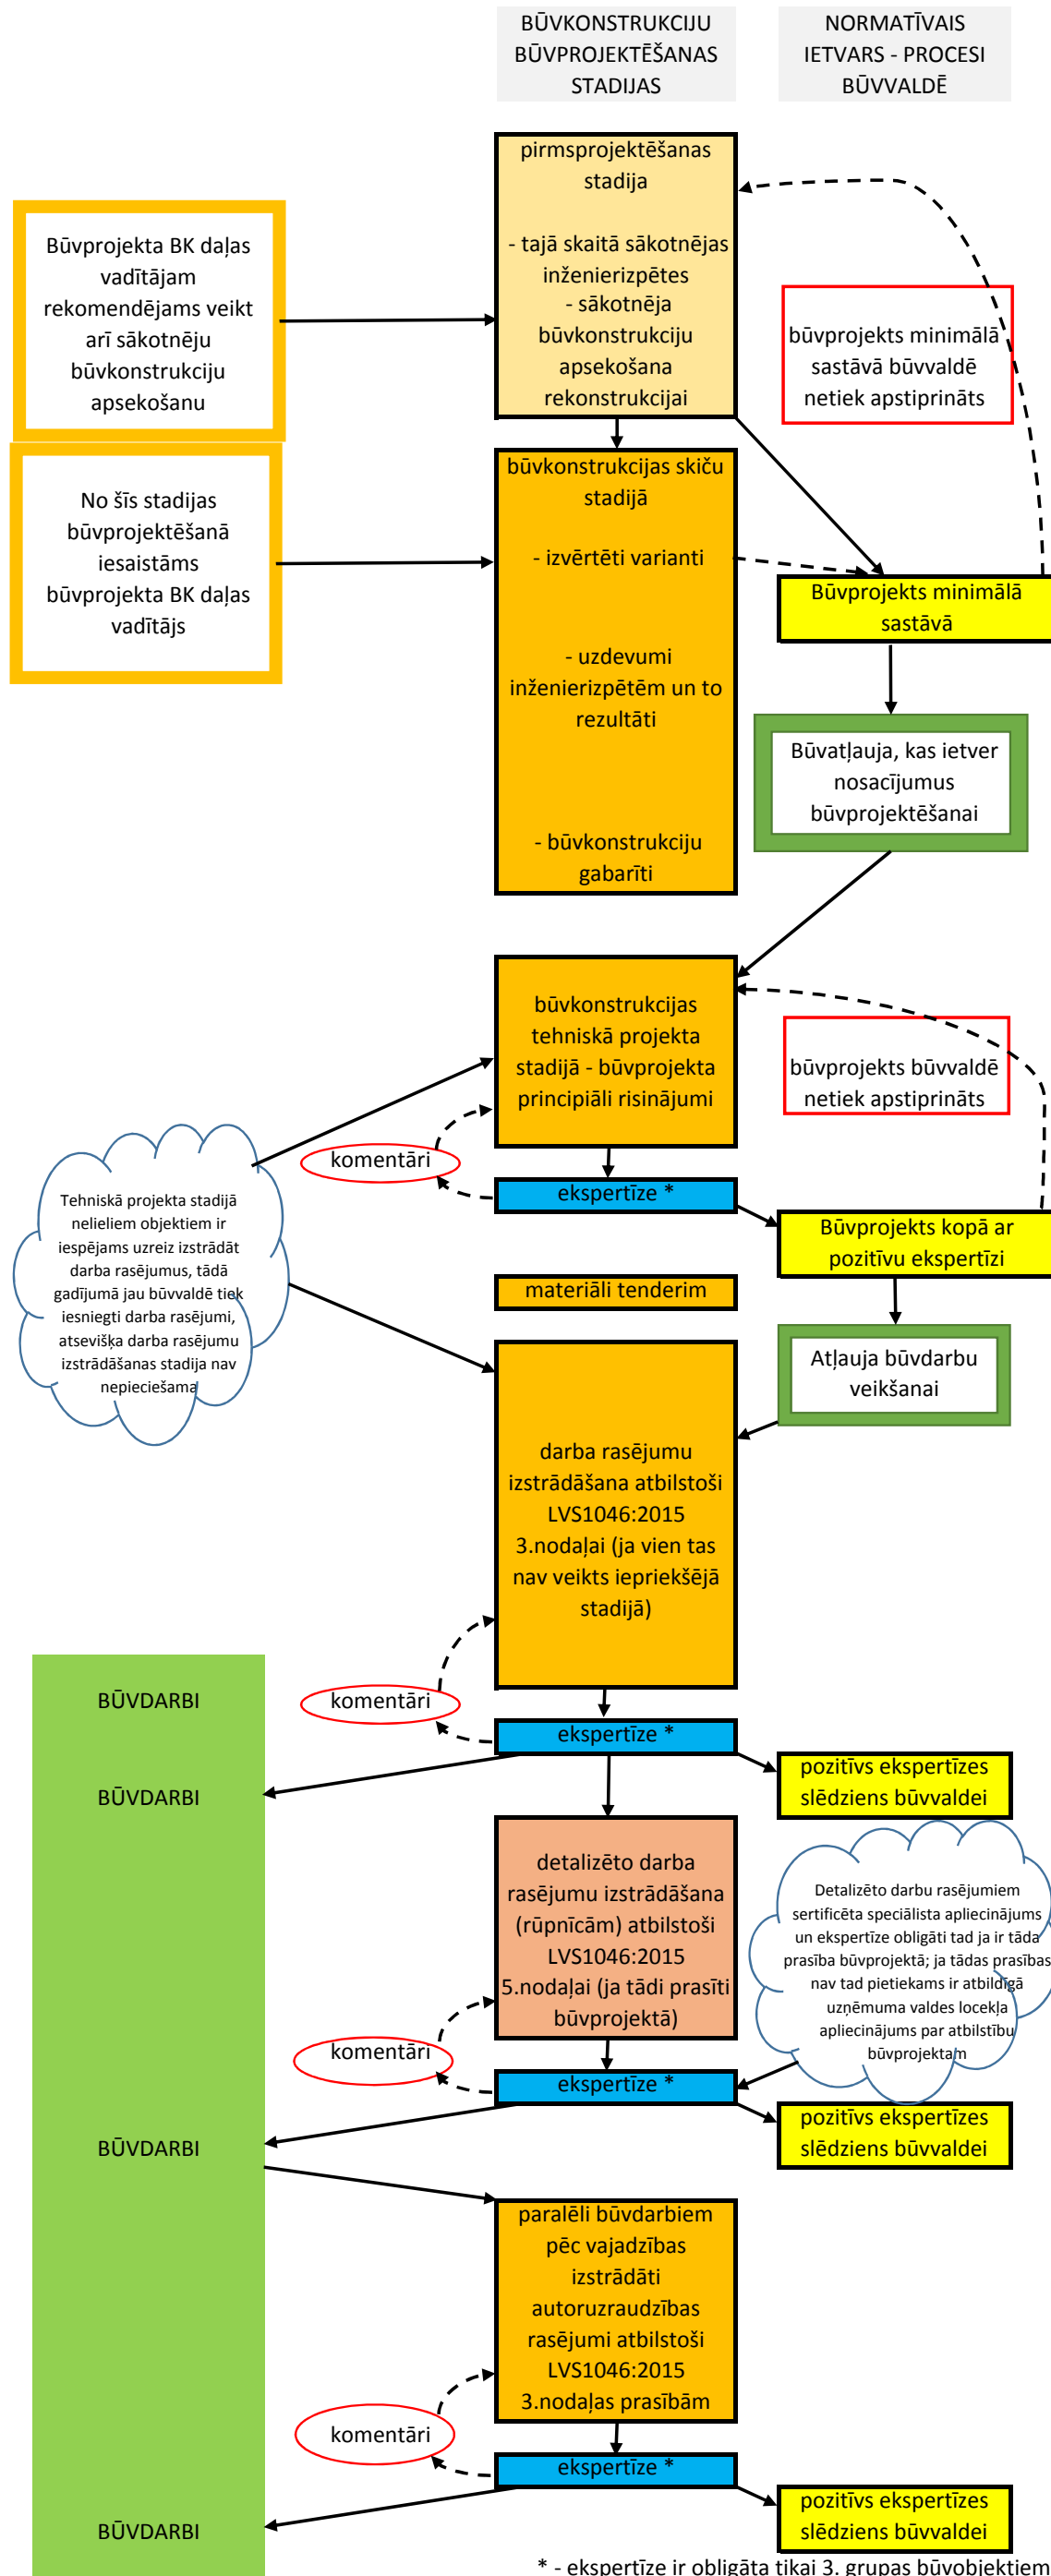 BŪVKONSTRUKCIJU
BŪVPROJEKTĒŠANAS
STADIJAS
NORMATĪVAIS
IETVARS - PROCESI
BŪVVALDĒ
pirmsprojektēšanas
stadija
- tajā skaitā sākotnējas
inženierizpētes
- sākotnēja
būvkonstrukciju
apsekošana
rekonstrukcijai
Būvprojekta BK daļas
vadītājam
rekomendējams veikt
arī sākotnēju
būvkonstrukciju
apsekošanu
būvprojekts minimālā
sastāvā būvvaldē
netiek apstiprināts
No šīs stadijas
būvprojektēšanā
iesaistāms
būvprojekta BK daļas
vadītājs
būvkonstrukcijas skiču
stadijā
- izvērtēti varianti
- uzdevumi
inženierizpētēm un to
rezultāti
- būvkonstrukciju
gabarīti
Būvprojekts minimālā
sastāvā
Būvatļauja, kas ietver
nosacījumus
būvprojektēšanai
būvkonstrukcijas
tehniskā projekta
stadijā - būvprojekta
principiāli risinājumi
būvprojekts būvvaldē
netiek apstiprināts
komentāri
ekspertīze *
Būvprojekts kopā ar
pozitīvu ekspertīzi
Tehniskā projekta stadijā
nelieliem objektiem ir
iespējams uzreiz izstrādāt
darba rasējumus, tādā
gadījumā jau būvvaldē tiek
iesniegti darba rasējumi,
atsevišķa darba rasējumu
izstrādāšanas stadija nav
nepieciešama
materiāli tenderim
Atļauja būvdarbu
veikšanai
darba rasējumu
izstrādāšana atbilstoši
LVS1046:2015
3.nodaļai (ja vien tas
nav veikts iepriekšējā
stadijā)
BŪVDARBI
komentāri
ekspertīze *
BŪVDARBI
pozitīvs ekspertīzes
slēdziens būvvaldei
detalizēto darba
rasējumu izstrādāšana
(rūpnīcām) atbilstoši
LVS1046:2015
5.nodaļai (ja tādi prasīti
būvprojektā)
Detalizēto darbu rasējumiem
sertificēta speciālista apliecinājums
un ekspertīze obligāti tad ja ir tāda
prasība būvprojektā; ja tādas prasības
nav tad pietiekams ir atbildīgā
uzņēmuma valdes locekļa
apliecinājums par atbilstību
būvprojektam
komentāri
ekspertīze *
BŪVDARBI
pozitīvs ekspertīzes
slēdziens būvvaldei
paralēli būvdarbiem
pēc vajadzības
izstrādāti
autoruzraudzības
rasējumi atbilstoši
LVS1046:2015
3.nodaļas prasībām
komentāri
ekspertīze *
BŪVDARBI
pozitīvs ekspertīzes
slēdziens būvvaldei
* - ekspertīze ir obligāta tikai 3. grupas būvobjektiem